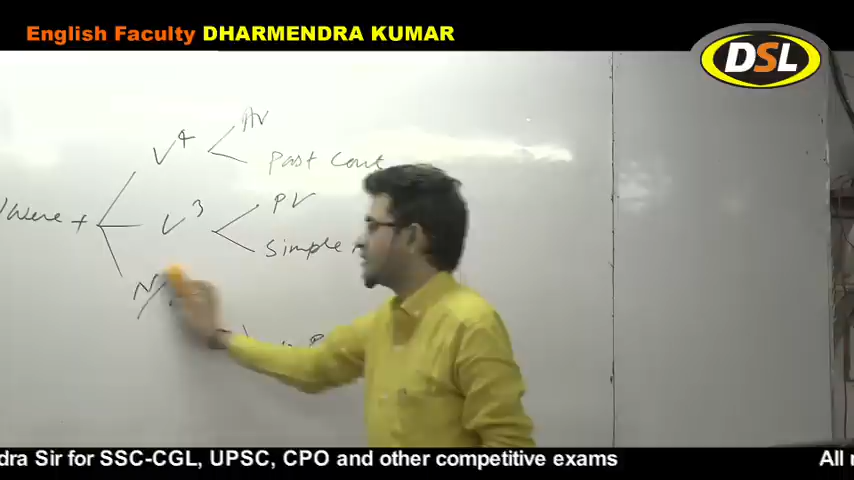 English Faculty DHARMENDRA KUMAR
DSL
V4
AV
Past Cont
/Were +
V3
PV
Simple
N/
dra Sir for SSC-CGL, UPSC, CPO and other competitive exams
All